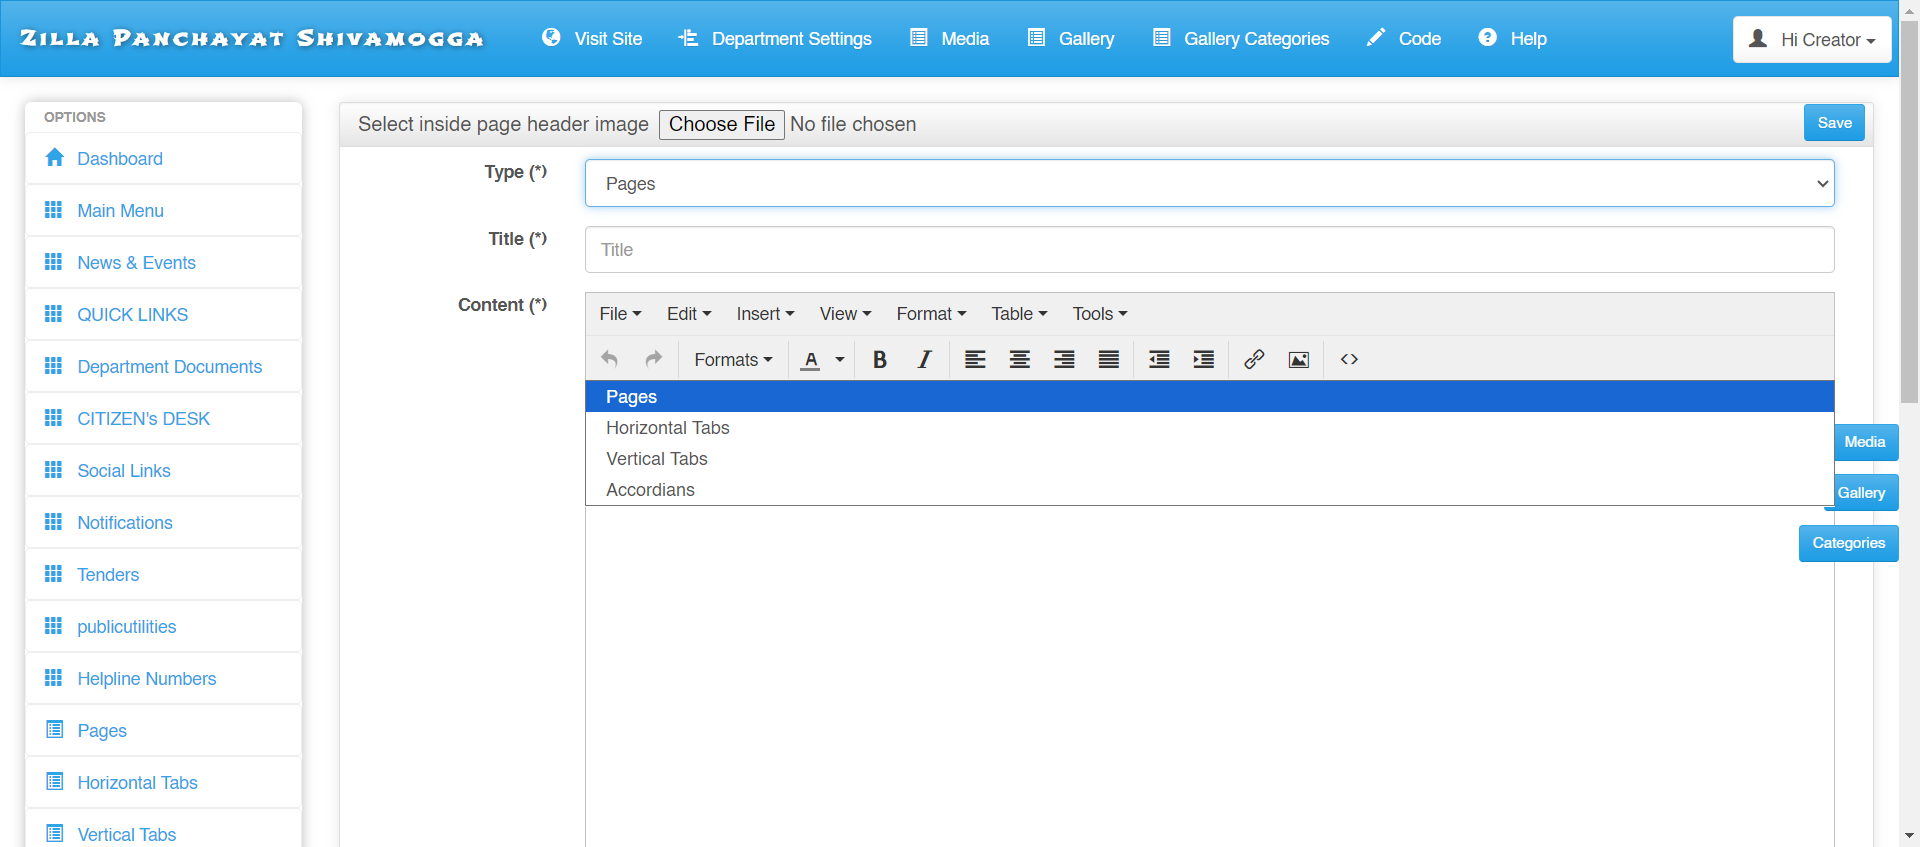 Zilla Panchayat Shivamogga
Visit Site
Department Settings
Media
Gallery
Gallery Categories
Code
Help
Hi Creator
OPTIONS
Dashboard
Main Menu
News & Events
QUICK LINKS
Department Documents
CITIZEN's DESK
Social Links
Notifications
Tenders
publicutilities
Helpline Numbers
Pages
Horizontal Tabs
Vertical Tabs
Select inside page header image Choose File No file chosen
Save
Type (*)
Pages
Title (*)
Title
Content (*)
File Edit Insert View Format Table Tools
Formats A B I
Pages
Horizontal Tabs
Vertical Tabs
Accordians
Media
Gallery
Categories